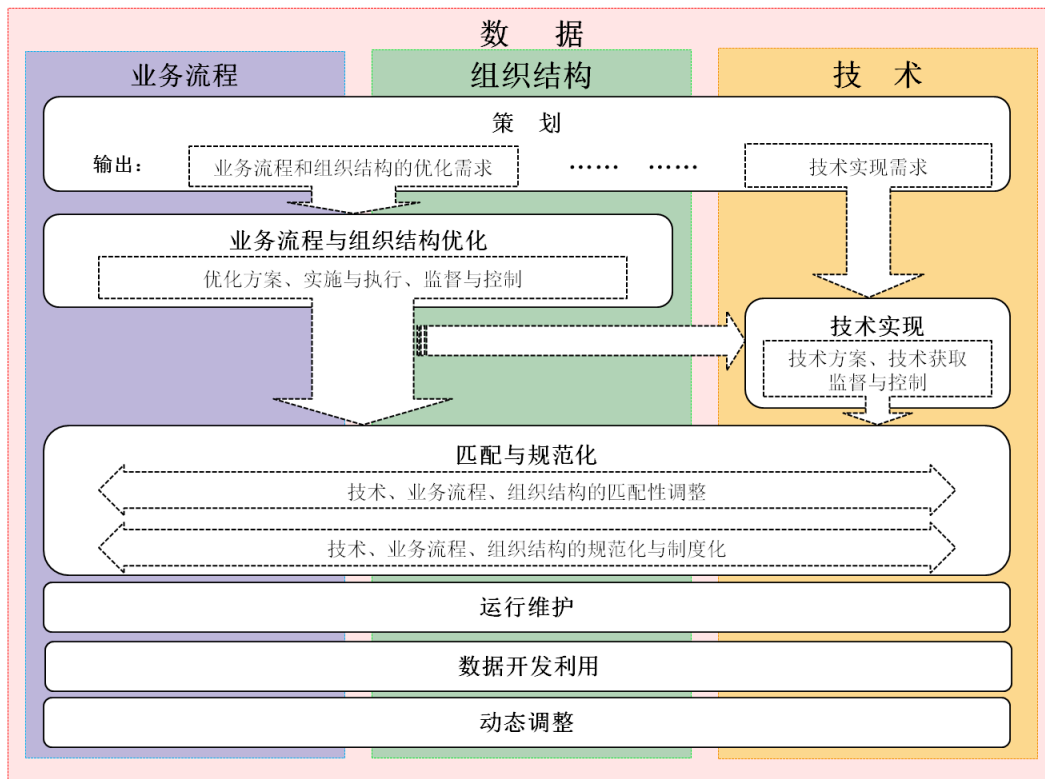 数 据
业务流程
组织结构
技 术
策 划
输出：
业务流程和组织结构的优化需求
…… ……
技术实现需求
业务流程与组织结构优化
优化方案、实施与执行、监督与控制
技术实现
技术方案、技术获取
监督与控制
匹配与规范化
技术、业务流程、组织结构的匹配性调整
技术、业务流程、组织结构的规范化与制度化
运行维护
数据开发利用
动态调整